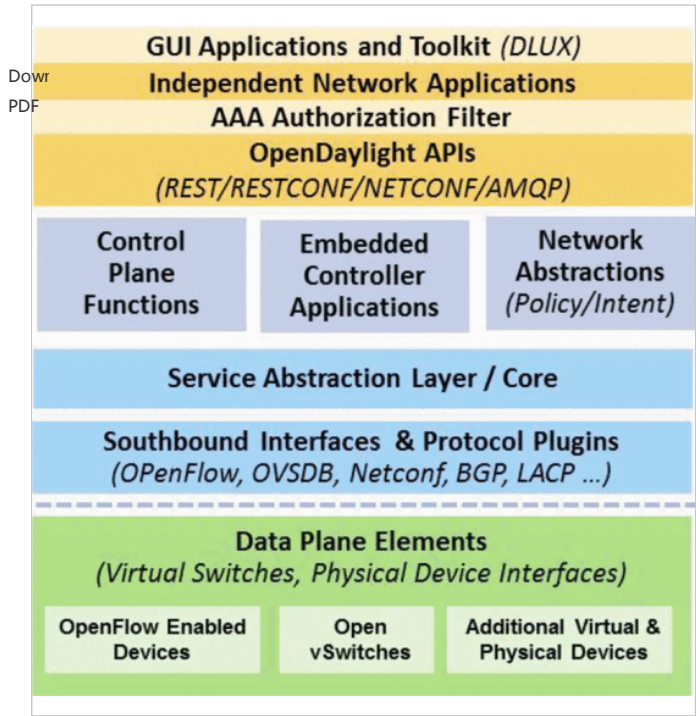 GUI Applications and Toolkit (DLUX)
Independent Network Applications
Dowr
PDF
AAA Authorization Filter
OpenDaylight APIs
(REST/RESTCONF/NETCONF/AMQP)
Control
Plane
Functions
Embedded
Controller
Applications
Network
Abstractions
(Policy/Intent)
Service Abstraction Layer / Core
Southbound Interfaces & Protocol Plugins
(OPenFlow, OVSDB, Netconf, BGP, LACP ...)
Data Plane Elements
(Virtual Switches, Physical Device Interfaces)
OpenFlow Enabled
Devices
Open
vSwitches
Additional Virtual &
Physical Devices